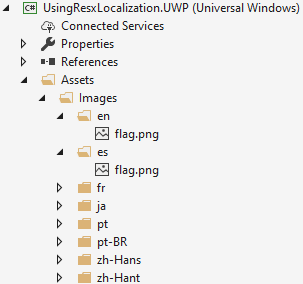 C# UsingResxLocalization.UWP (Universal Windows)
Connected Services
Properties
References
Assets
Images
en
flag.png
es
flag.png
fr
ja
pt
pt-BR
zh-Hans
zh-Hant